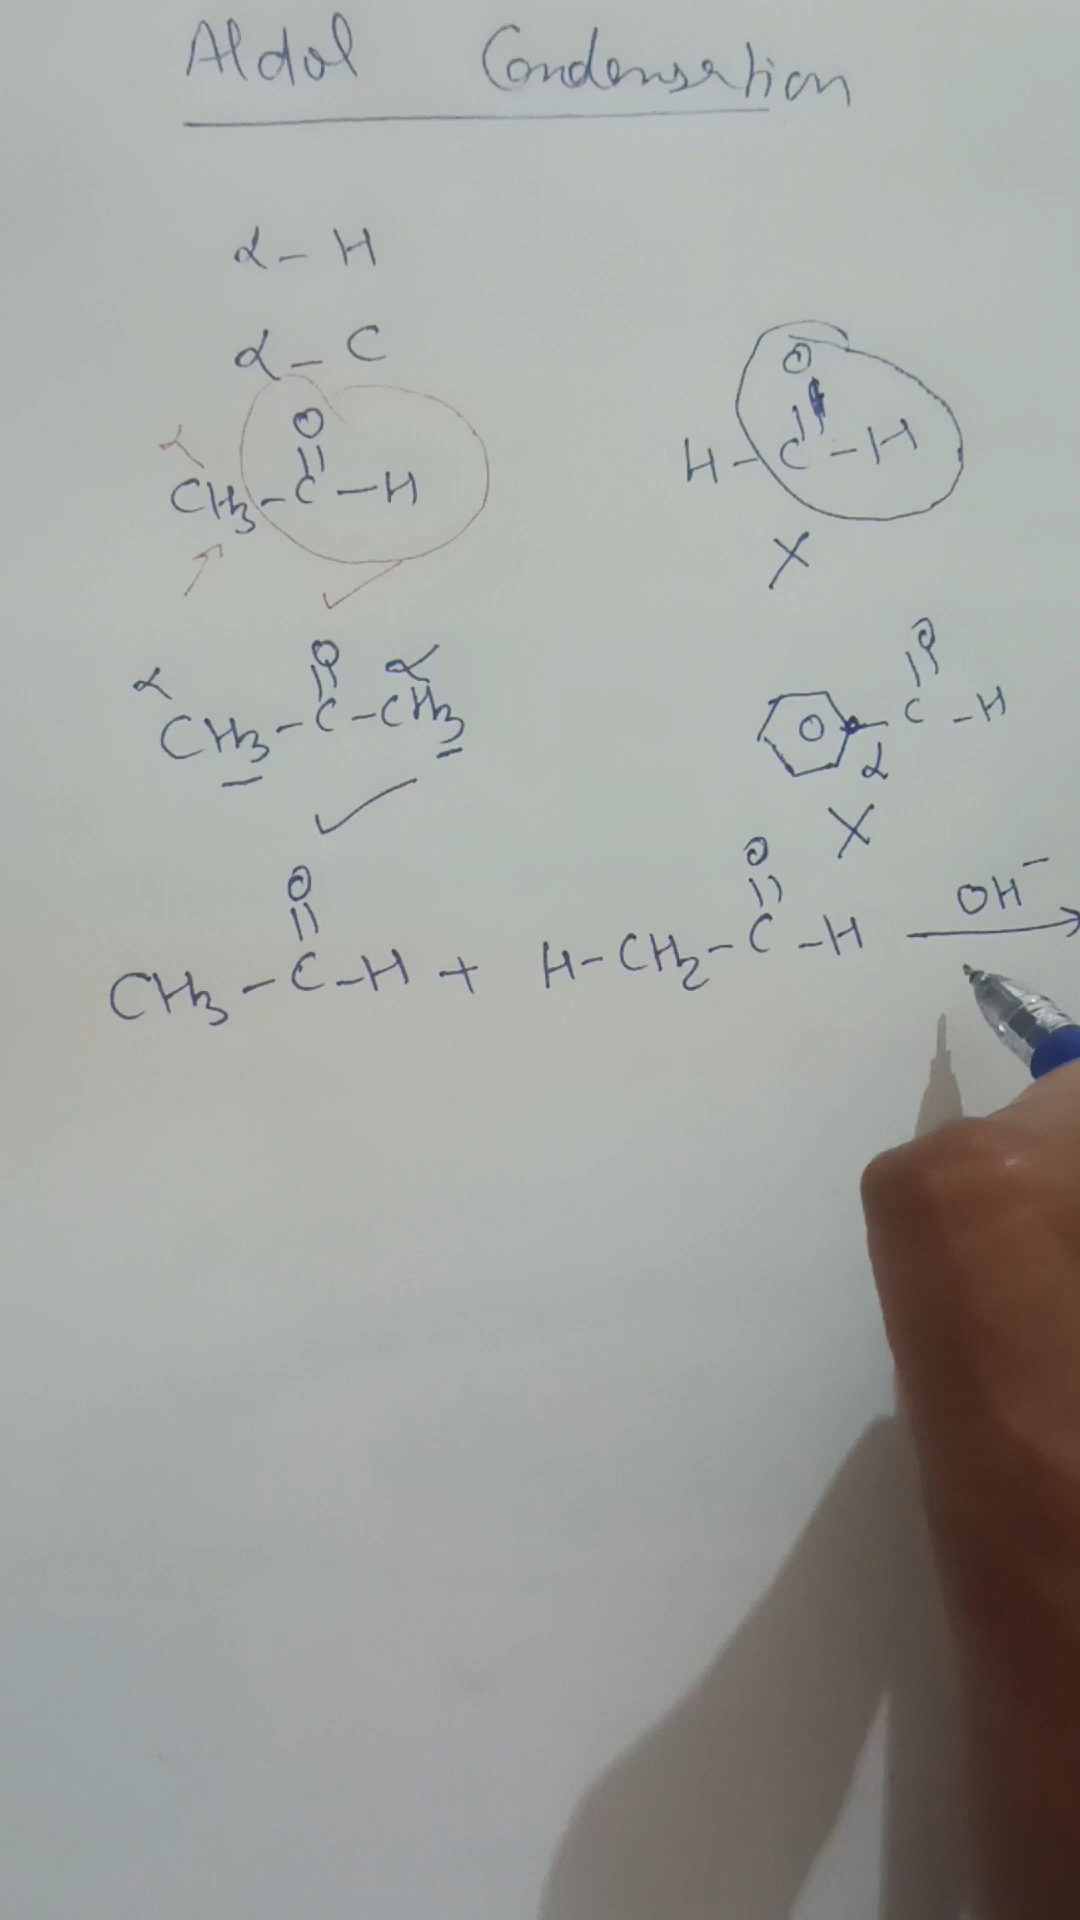 Aldol Condensation
α - H
α - C
O
α
CH3 - C - H
O
H - C - H
X
O
α α
CH3 - C - CH3
O
C - H
α
X
O
CH3 - C - H + H - CH2 - C - H OH⁻ →
O